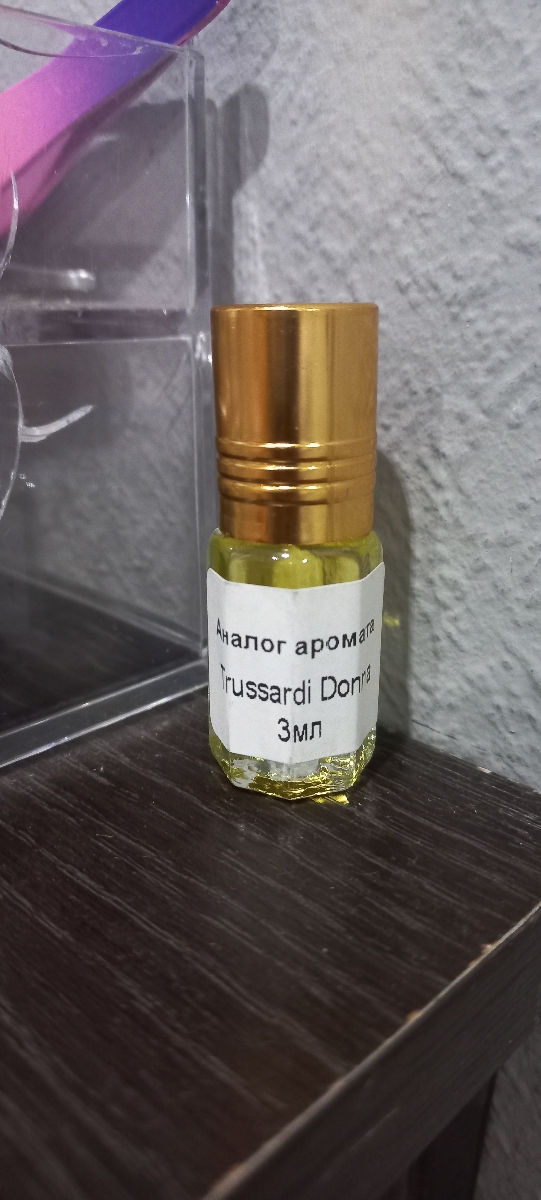 Аналог аромата
Trussardi Donna
3мл